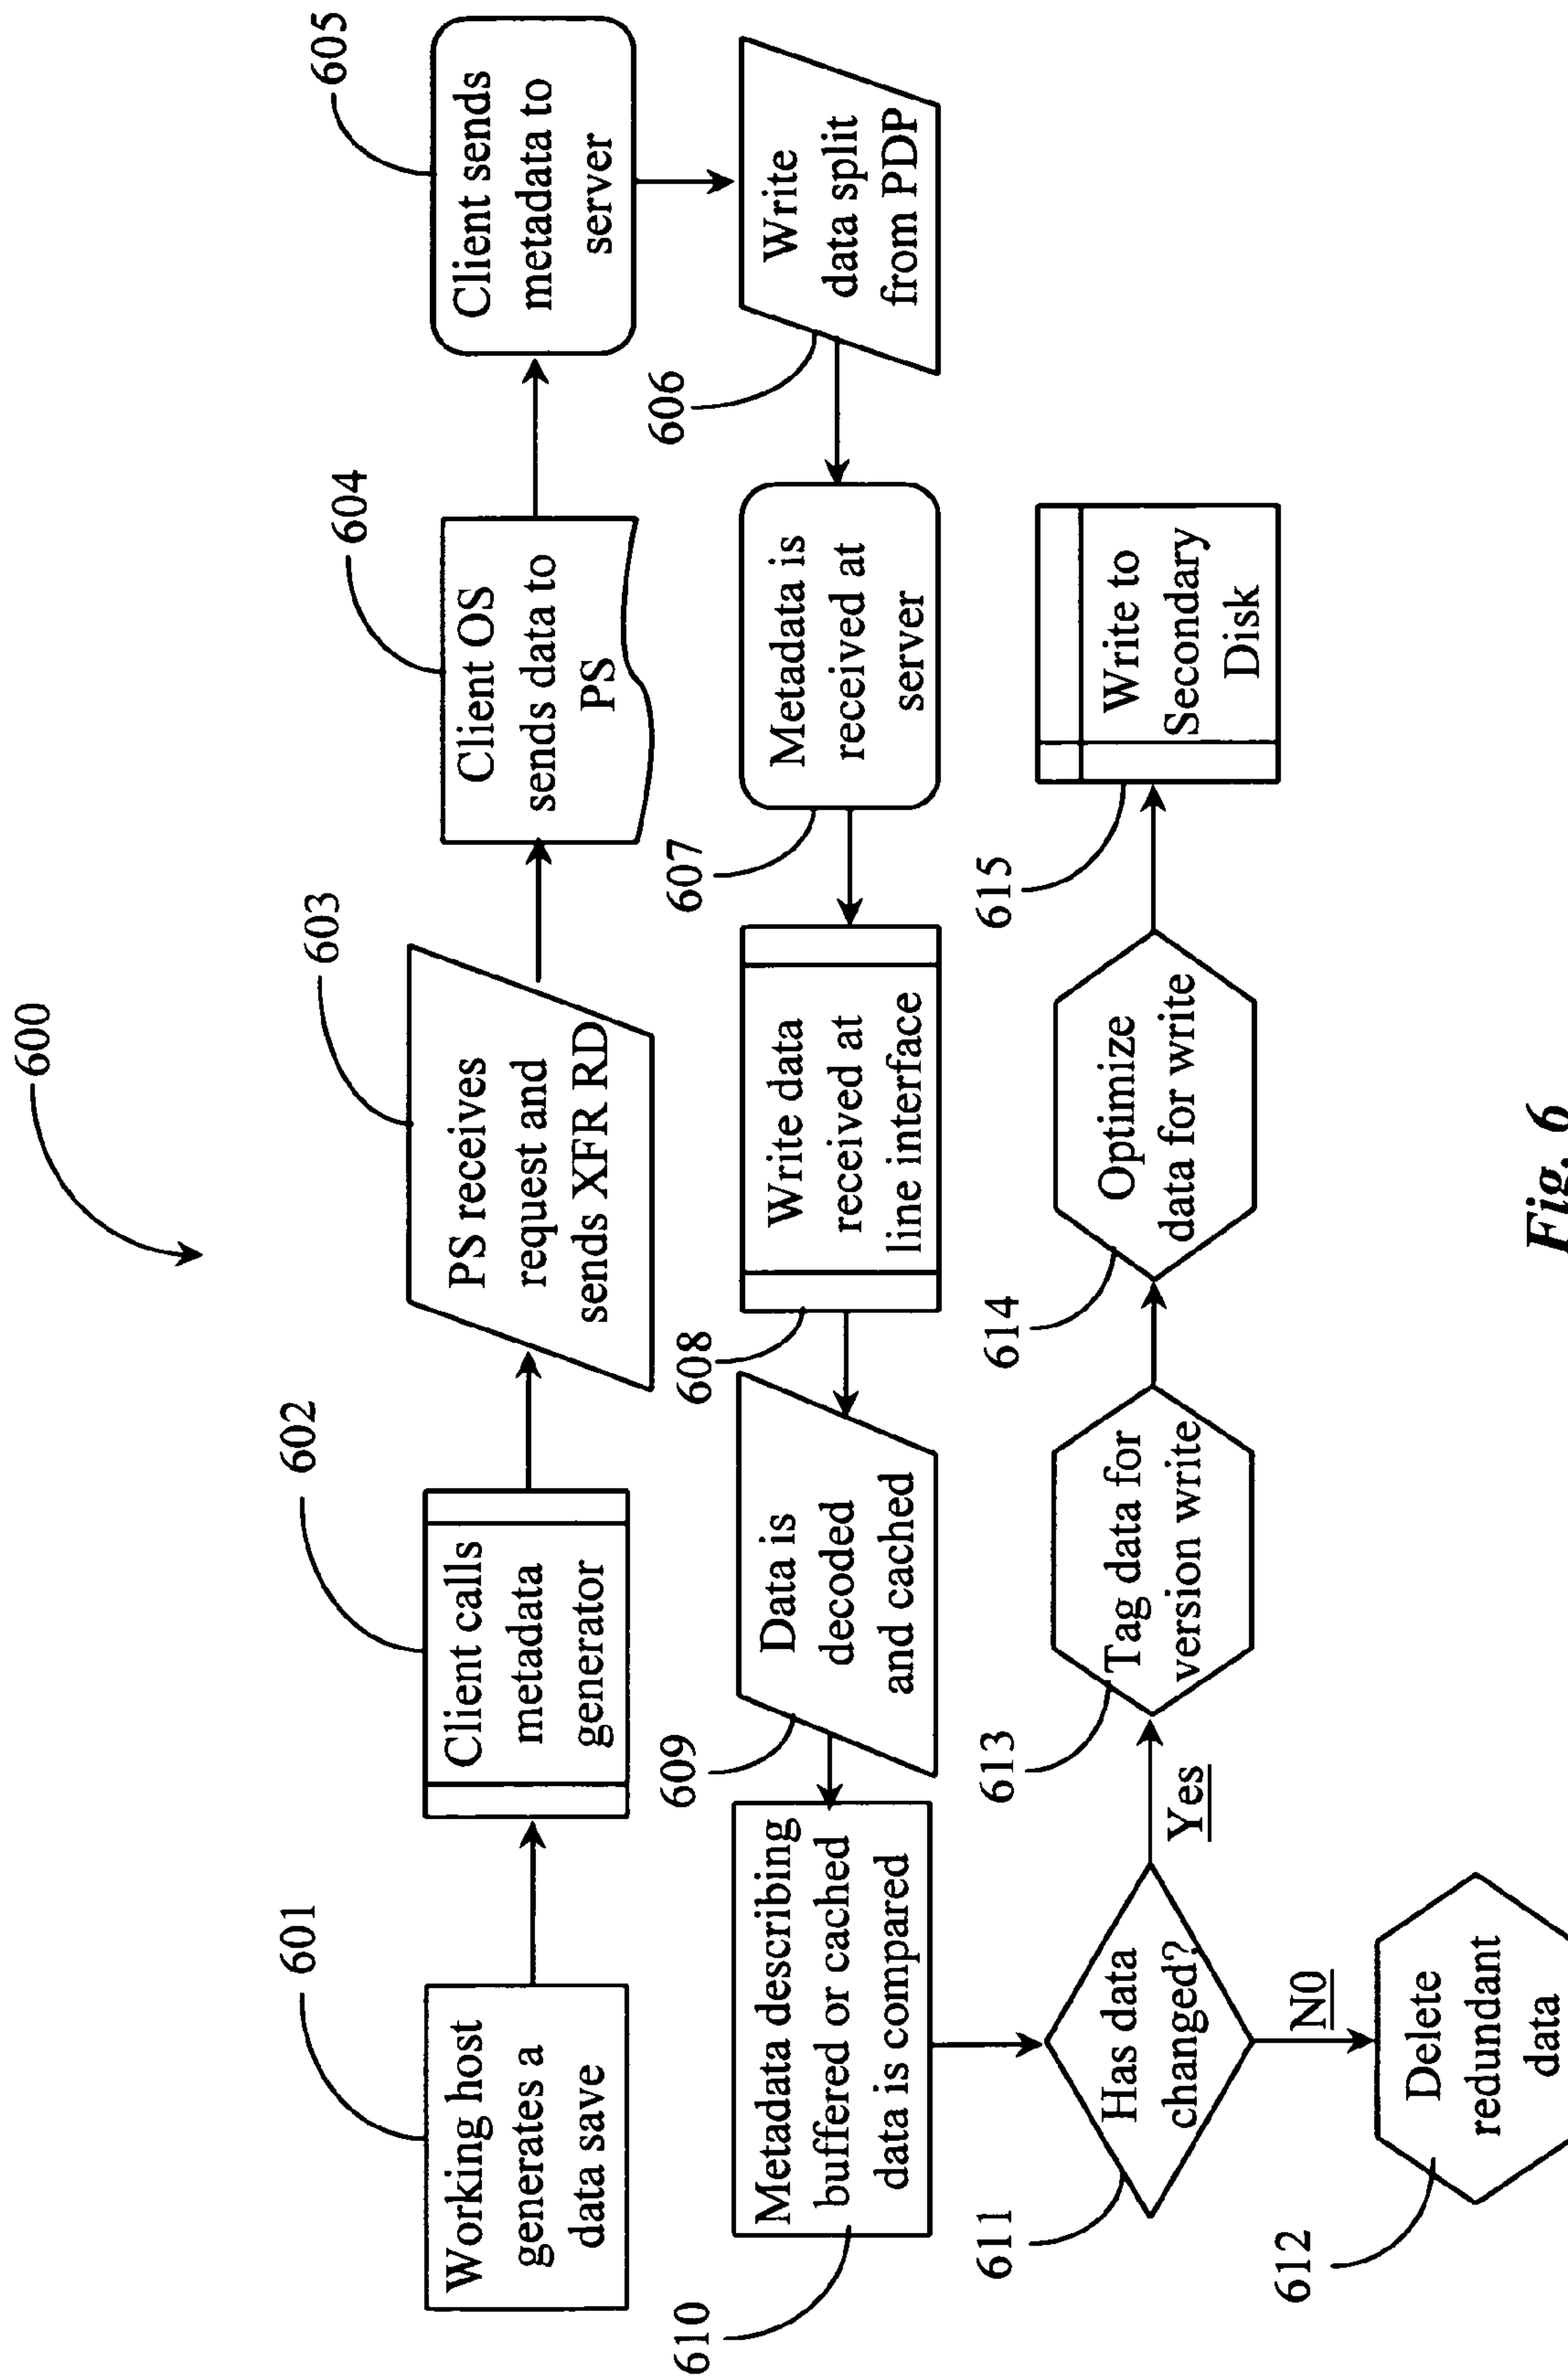 600
601
Working host
generates a
data save
602
Client calls
metadata
generator
603
PS receives
request and
sends XFR RD
604
Client OS
sends data to
PS
605
Client sends
metadata to
server
606
Write
data split
from PDP
607
Metadata is
received at
server
608
Write data
received at
line interface
609
Data is
decoded
and cached
610
Metadata describing
buffered or cached
data is compared
611
Has data
changed?
Yes
N0
612
Delete
redundant
data
613
Tag data for
version write
614
Optimize
data for write
615
Write to
Secondary
Disk
Fig. 6